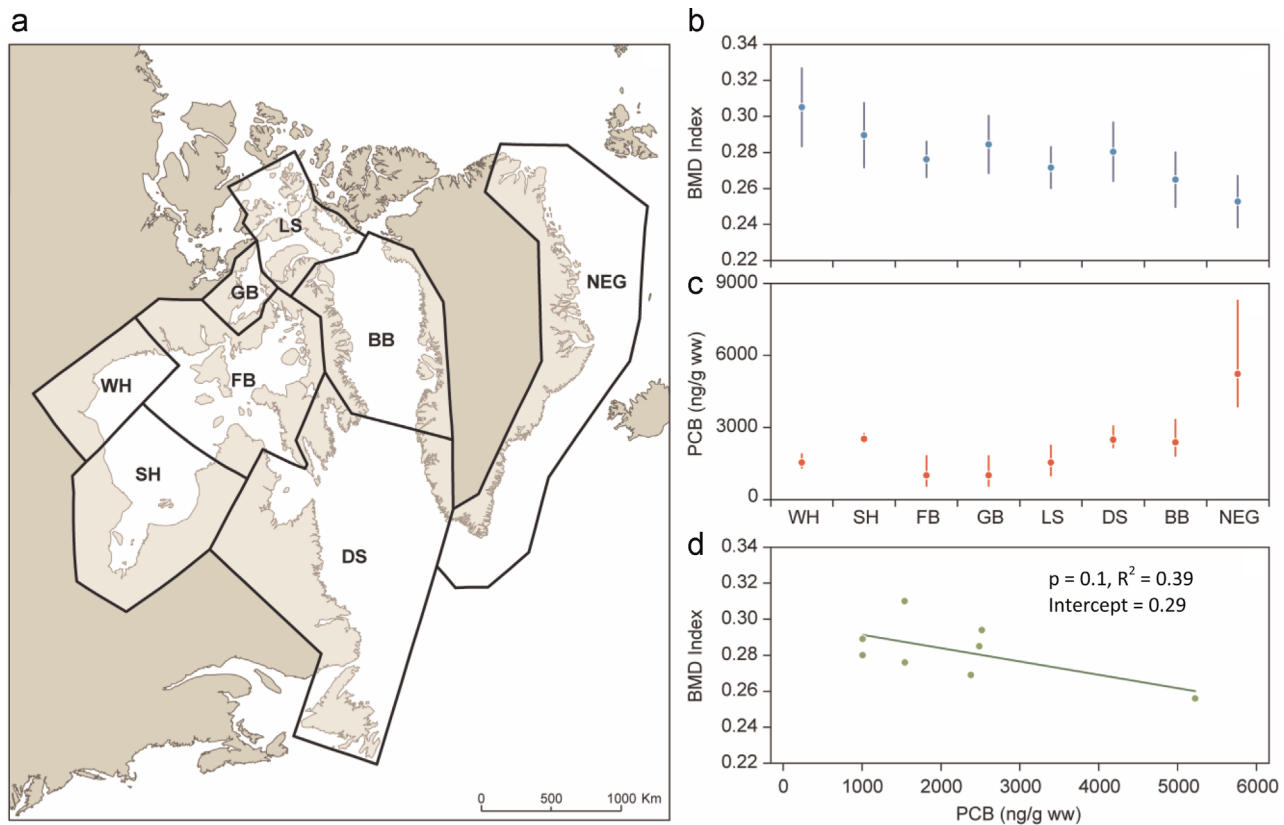 a
LS
GB
NEG
BB
WH
FB
SH
DS
0 500 1000 Km
b
0.34
0.32
0.30
0.28
0.26
0.24
0.22
BMD Index
c
9000
6000
3000
0
PCB (ng/g ww)
WH SH FB GB LS DS BB NEG
d
0.34
0.32
0.30
0.28
0.26
0.24
0.22
BMD Index
p = 0.1, R² = 0.39
Intercept = 0.29
0 1000 2000 3000 4000 5000 6000
PCB (ng/g ww)